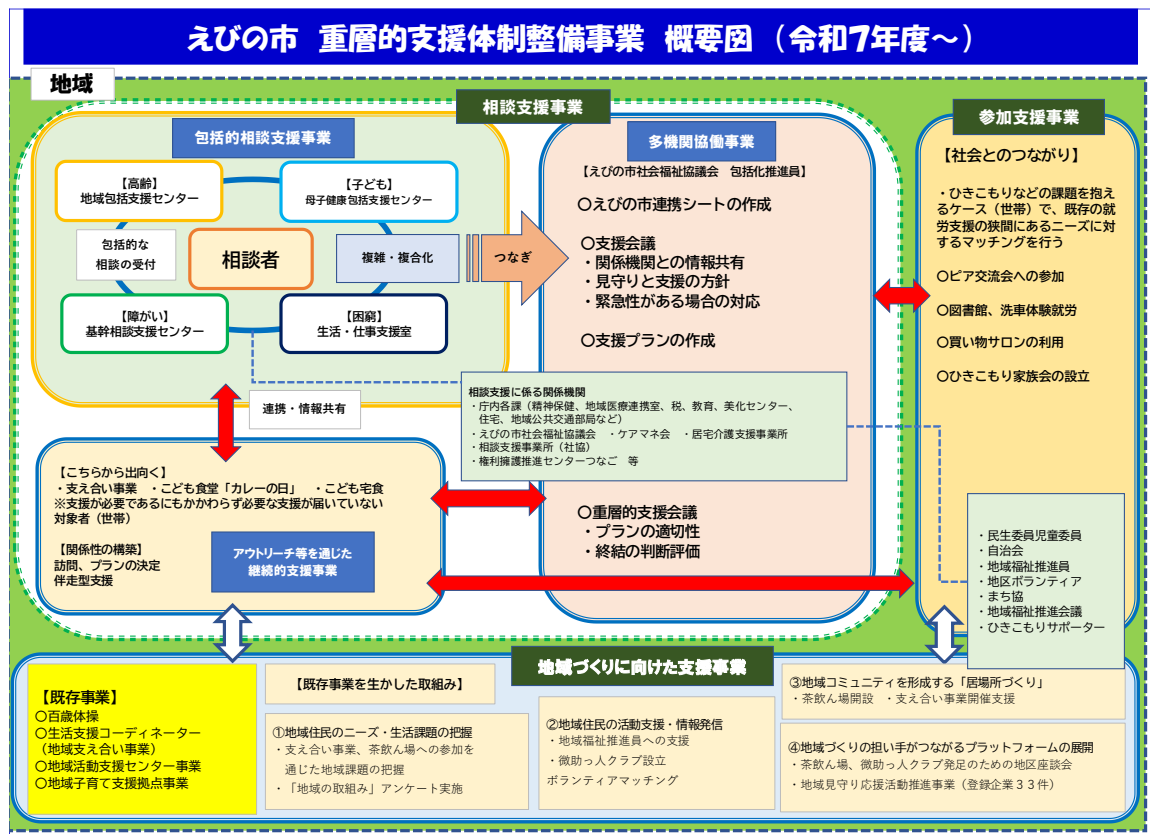 えびの市 重層的支援体制整備事業 概要図（令和7年度～）
地域
相談支援事業
包括的相談支援事業
【高齢】
地域包括支援センター
【子ども】
母子健康包括支援センター
包括的な
相談の受付
相談者
複雑・複合化
つなぎ
【障がい】
基幹相談支援センター
【困窮】
生活・仕事支援室
連携・情報共有
多機関協働事業
【えびの市社会福祉協議会　包括化推進員】
〇えびの市連携シートの作成
〇支援会議
・関係機関との情報共有
・見守りと支援の方針
・緊急性がある場合の対応
〇支援プランの作成
相談支援に係る関係機関
・庁内各課（精神保健、地域医療連携室、税、教育、美化センター、
住宅、地域公共交通部局など）
・えびの市社会福祉協議会　・ケアマネ会　・居宅介護支援事業所
・相談支援事業所（社協）
・権利擁護推進センターつなご　等
〇重層的支援会議
・プランの適切性
・終結の判断評価
参加支援事業
【社会とのつながり】
・ひきこもりなどの課題を抱え
るケース（世帯）で、既存の就
労支援の狭間にあるニーズに対
するマッチングを行う
〇ピア交流会への参加
〇図書館、洗車体験就労
〇買い物サロンの利用
〇ひきこもり家族会の設立
・民生委員児童委員
・自治会
・地域福祉推進員
・地区ボランティア
・まち協
・地域福祉推進会議
・ひきこもりサポーター
【こちらから出向く】
・支え合い事業　・こども食堂「カレーの日」　・こども宅食
※支援が必要であるにもかかわらず必要な支援が届いていない
対象者（世帯）
【関係性の構築】
訪問、プランの決定
伴走型支援
アウトリーチ等を通じた
継続的支援事業
地域づくりに向けた支援事業
【既存事業】
〇百歳体操
〇生活支援コーディネーター
（地域支え合い事業）
〇地域活動支援センター事業
〇地域子育て支援拠点事業
【既存事業を生かした取組み】
①地域住民のニーズ・生活課題の把握
・支え合い事業、茶飲ん場への参加を
通じた地域課題の把握
・「地域の取組み」アンケート実施
②地域住民の活動支援・情報発信
・地域福祉推進員への支援
・微助っ人クラブ設立
ボランティアマッチング
③地域コミュニティを形成する「居場所づくり」
・茶飲ん場開設　・支え合い事業開催支援
④地域づくりの担い手がつながるプラットフォームの展開
・茶飲ん場、微助っ人クラブ発足のための地区座談会
・地域見守り応援活動推進事業（登録企業３３件）